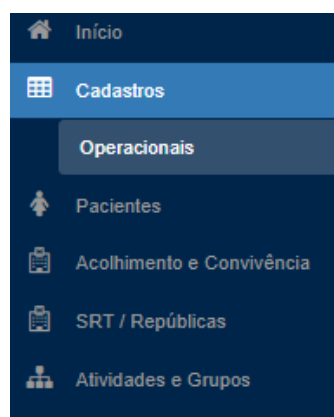 Início
Cadastros
Operacionais
Pacientes
Acolhimento e Convivência
SRT / Repúblicas
Atividades e Grupos